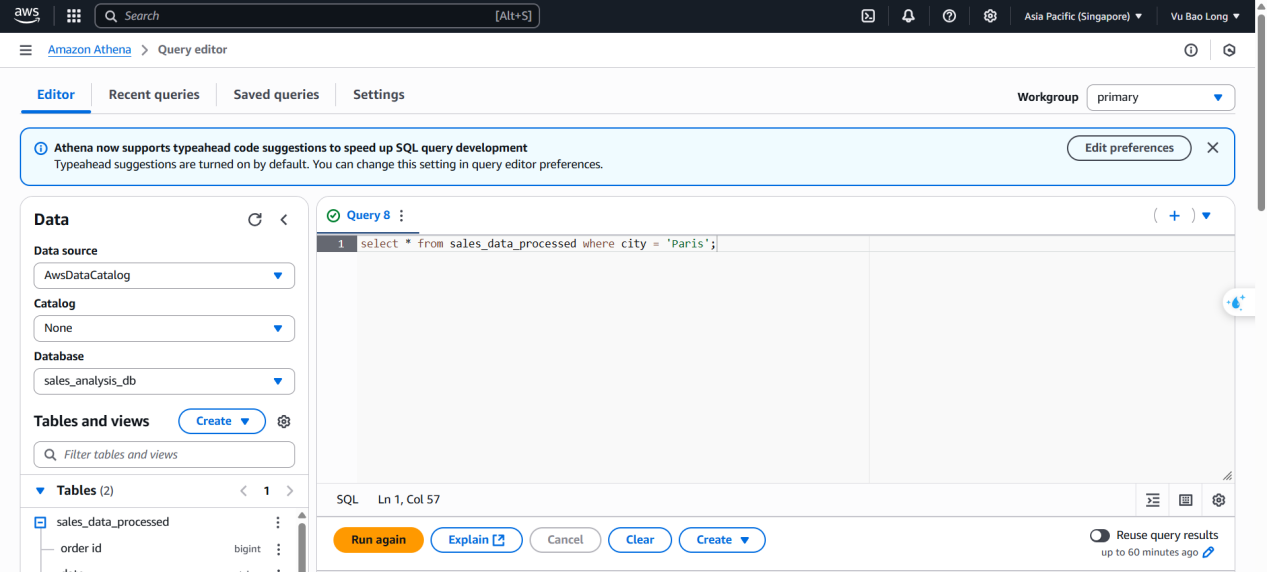 aws
Search [Alt+S]
Asia Pacific (Singapore)
Vu Bao Long
Amazon Athena > Query editor
Editor
Recent queries
Saved queries
Settings
Workgroup
primary
Athena now supports typeahead code suggestions to speed up SQL query development
Typeahead suggestions are turned on by default. You can change this setting in query editor preferences.
Edit preferences
Data
Data source
AwsDataCatalog
Catalog
None
Database
sales_analysis_db
Tables and views
Create
Filter tables and views
Tables (2)
1
sales_data_processed
order id bigint
Query 8
1 select * from sales_data_processed where city = 'Paris';
SQL Ln 1, Col 57
Run again
Explain
Cancel
Clear
Create
Reuse query results
up to 60 minutes ago